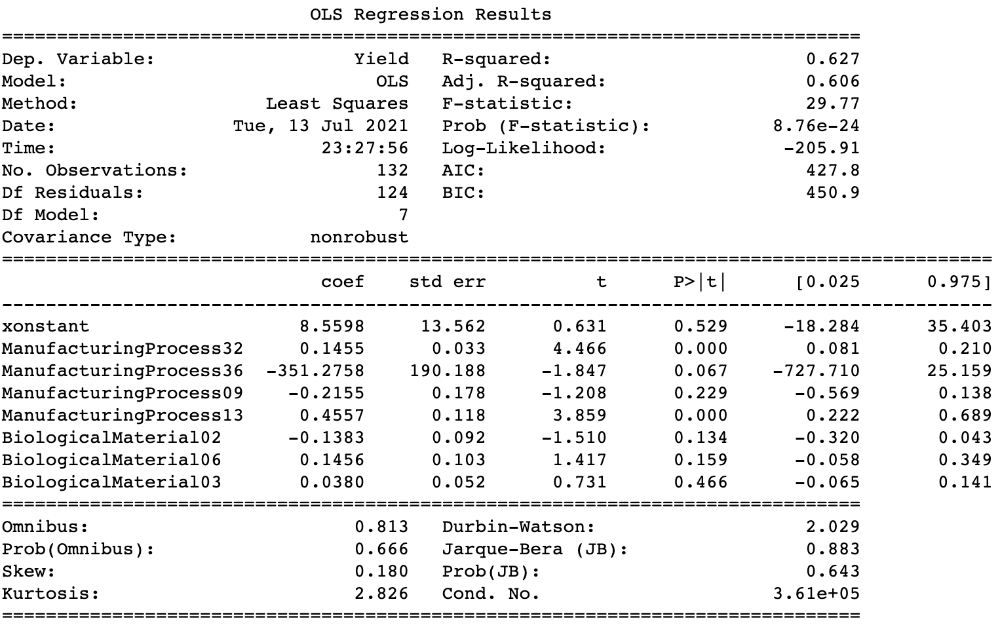 OLS Regression Results
==============================================================================
Dep. Variable: Yield R-squared: 0.627
Model: OLS Adj. R-squared: 0.606
Method: Least Squares F-statistic: 29.77
Date: Tue, 13 Jul 2021 Prob (F-statistic): 8.76e-24
Time: 23:27:56 Log-Likelihood: -205.91
No. Observations: 132 AIC: 427.8
Df Residuals: 124 BIC: 450.9
Df Model: 7
Covariance Type: nonrobust
==========================================================================================
coef std err t P>|t| [0.025 0.975]
------------------------------------------------------------------------------------------
xonstant 8.5598 13.562 0.631 0.529 -18.284 35.403
ManufacturingProcess32 0.1455 0.033 4.466 0.000 0.081 0.210
ManufacturingProcess36 -351.2758 190.188 -1.847 0.067 -727.710 25.159
ManufacturingProcess09 -0.2155 0.178 -1.208 0.229 -0.569 0.138
ManufacturingProcess13 0.4557 0.118 3.859 0.000 0.222 0.689
BiologicalMaterial02 -0.1383 0.092 -1.510 0.134 -0.320 0.043
BiologicalMaterial06 0.1456 0.103 1.417 0.159 -0.058 0.349
BiologicalMaterial03 0.0380 0.052 0.731 0.466 -0.065 0.141
==============================================================================
Omnibus: 0.813 Durbin-Watson: 2.029
Prob(Omnibus): 0.666 Jarque-Bera (JB): 0.883
Skew: 0.180 Prob(JB): 0.643
Kurtosis: 2.826 Cond. No. 3.61e+05
==============================================================================